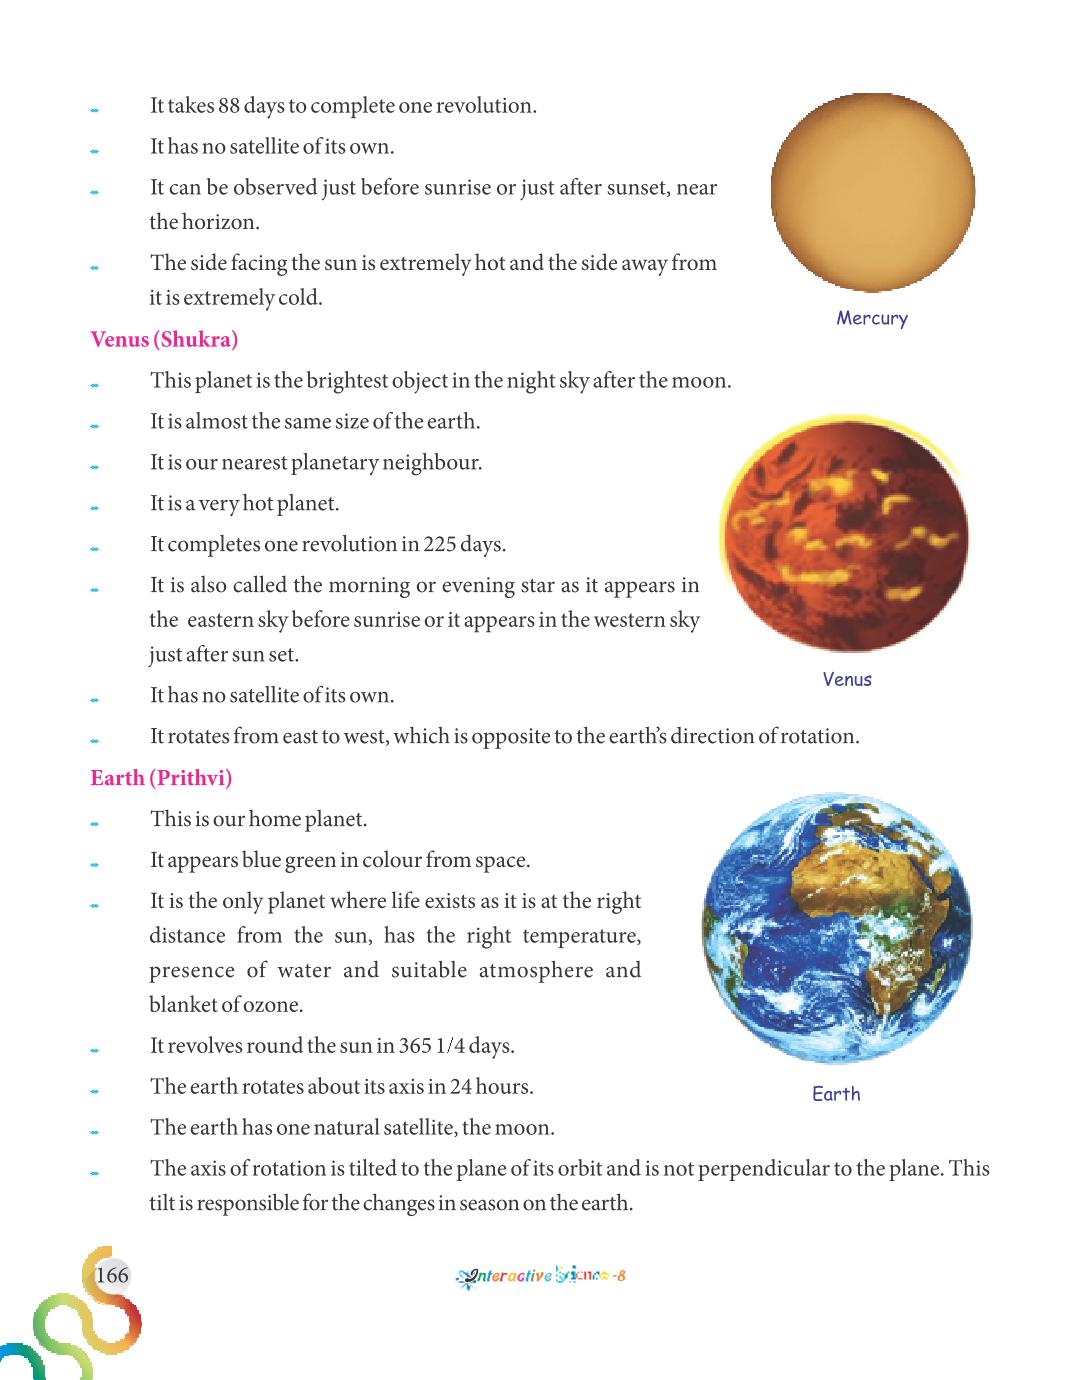 It takes 88 days to complete one revolution.
It has no satellite of its own.
It can be observed just before sunrise or just after sunset, near
the horizon.
The side facing the sun is extremely hot and the side away from
it is extremely cold.
Mercury
Venus (Shukra)
This planet is the brightest object in the night sky after the moon.
It is almost the same size of the earth.
It is our nearest planetary neighbour.
It is a very hot planet.
It completes one revolution in 225 days.
It is also called the morning or evening star as it appears in
the eastern sky before sunrise or it appears in the western sky
just after sun set.
Venus
It has no satellite of its own.
It rotates from east to west, which is opposite to the earth's direction of rotation.
Earth (Prithvi)
This is our home planet.
It appears blue green in colour from space.
It is the only planet where life exists as it is at the right
distance from the sun, has the right temperature,
presence of water and suitable atmosphere and
blanket of ozone.
It revolves round the sun in 365 1/4 days.
The earth rotates about its axis in 24 hours.
Earth
The earth has one natural satellite, the moon.
The axis of rotation is tilted to the plane of its orbit and is not perpendicular to the plane. This
tilt is responsible for the changes in season on the earth.
166
Interactive Science -8